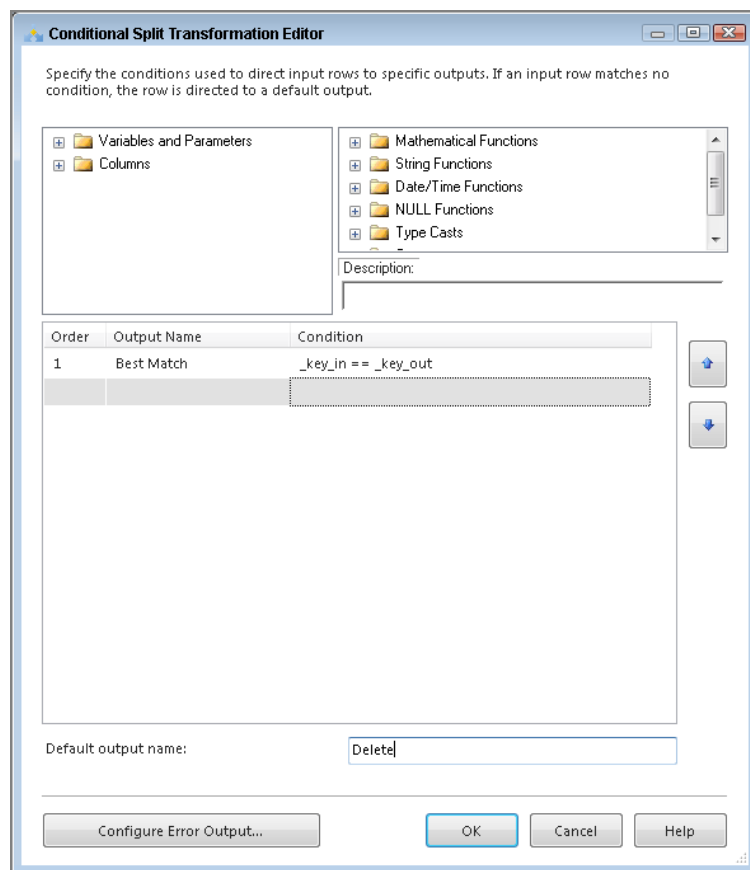 Conditional Split Transformation Editor
Specify the conditions used to direct input rows to specific outputs. If an input row matches no
condition, the row is directed to a default output.
Variables and Parameters
Columns
Mathematical Functions
String Functions
Date/Time Functions
NULL Functions
Type Casts
Description:
Order Output Name Condition
1 Best Match _key_in == _key_out
Default output name: Delete
Configure Error Output... OK Cancel Help